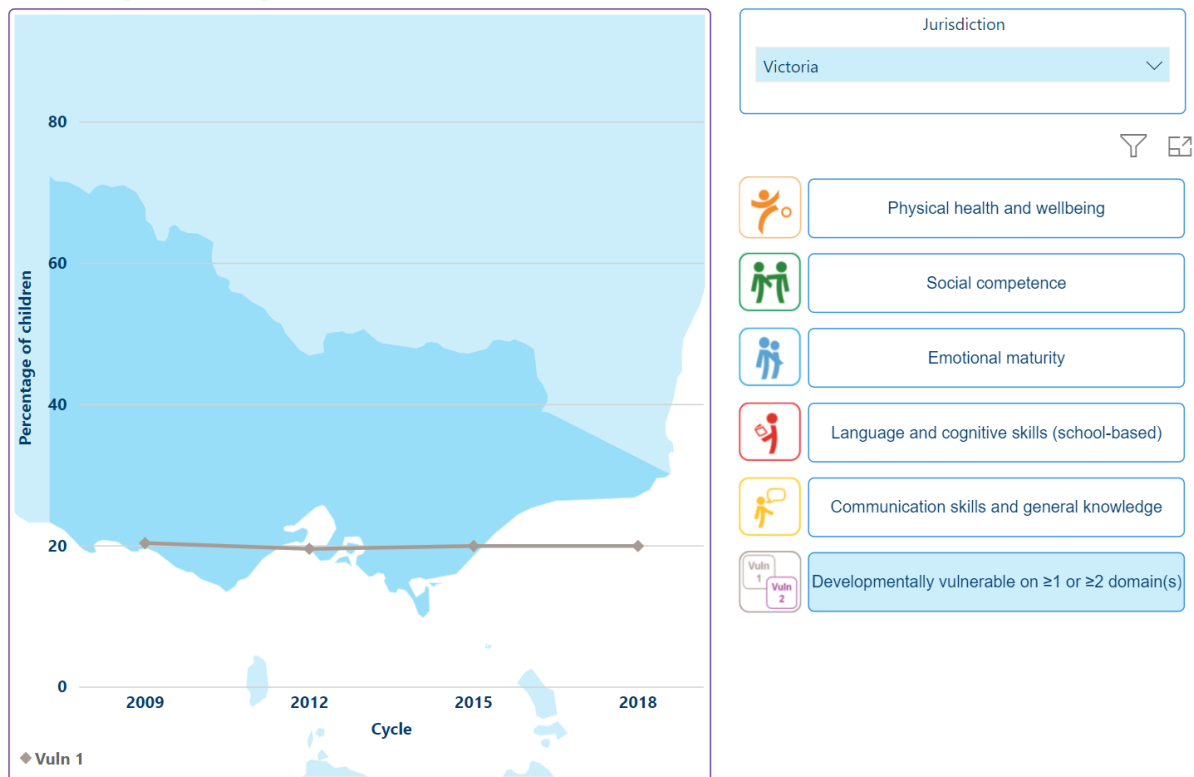 Jurisdiction
Victoria
Percentage of children
80
60
40
20
0
2009
2012
2015
2018
Cycle
Vuln 1
Physical health and wellbeing
Social competence
Emotional maturity
Language and cognitive skills (school-based)
Communication skills and general knowledge
Vuln
1
Vuln
2
Developmentally vulnerable on ≥1 or ≥2 domain(s)